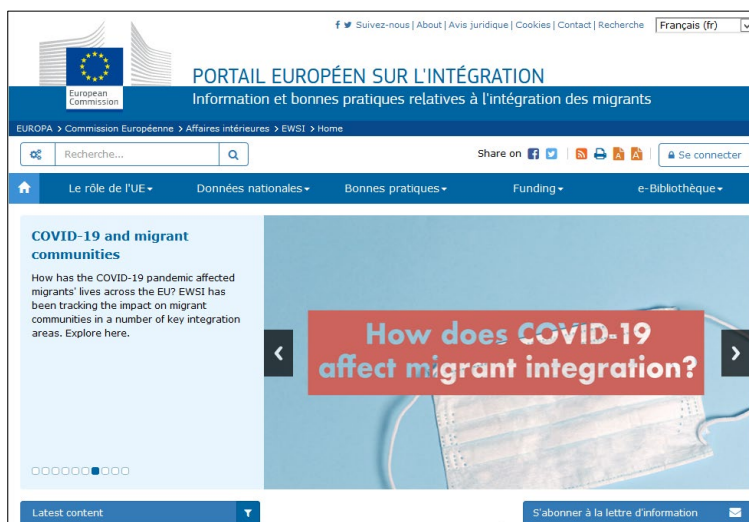 Suivez-nous | About | Avis juridique | Cookies | Contact | Recherche
Français (fr)
European
Commission
PORTAIL EUROPÉEN SUR L'INTÉGRATION
Information et bonnes pratiques relatives à l'intégration des migrants
EUROPA > Commission Européenne > Affaires intérieures > EWSI > Home
Recherche...
Share on
Se connecter
Le rôle de l'UE
Données nationales
Bonnes pratiques
Funding
e-Bibliothèque
COVID-19 and migrant
communities
How has the COVID-19 pandemic affected
migrants' lives across the EU? EWSI has
been tracking the impact on migrant
communities in a number of key integration
areas. Explore here.
How does COVID-19
affect migrant integration?
Latest content
S'abonner à la lettre d'information